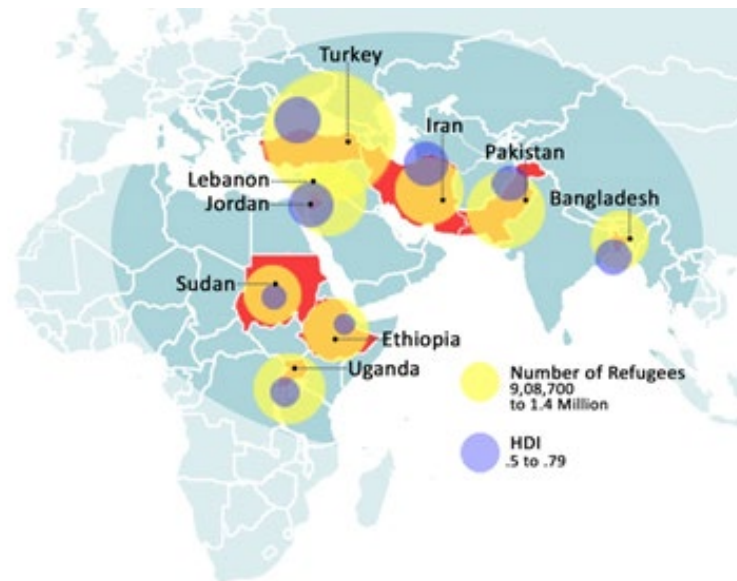 Turkey
Iran
Pakistan
Lebanon
Jordan
Bangladesh
Sudan
Ethiopia
Uganda
Number of Refugees
9,08,700
to 1.4 Million
HDI
.5 to .79